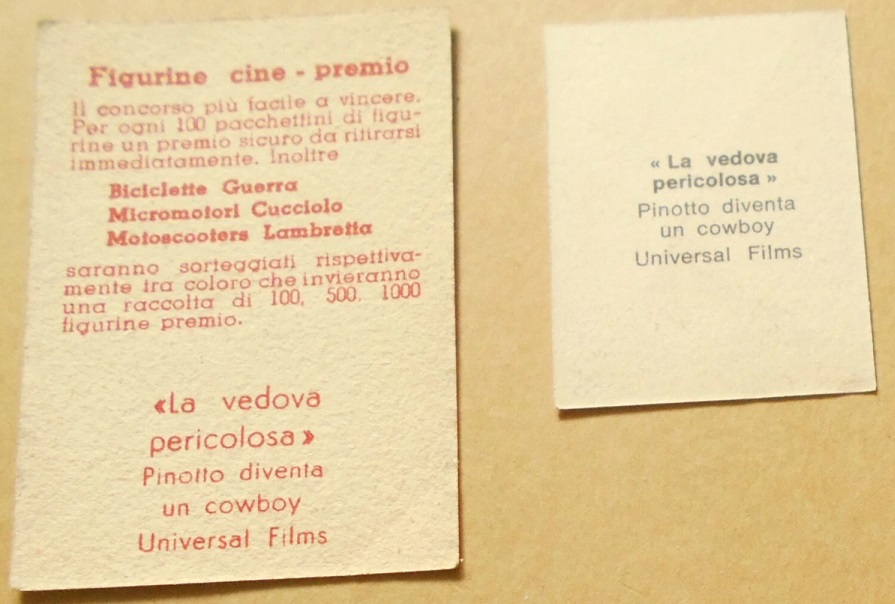 Figurine cine - premio
Il concorso più facile a vincere.
Per ogni 100 pacchettini di figu-
rine un premio sicuro da ritirarsi
immediatamente. Inoltre
Biciclette Guerra
Micromotori Cucciolo
Motoscooters Lambretta
saranno sorteggiati rispettiva-
mente tra coloro che invieranno
una raccolta di 100, 500, 1000
figurine premio.
«La vedova
pericolosa»
Pinotto diventa
un cowboy
Universal Films
« La vedova
pericolosa »
Pinotto diventa
un cowboy
Universal Films